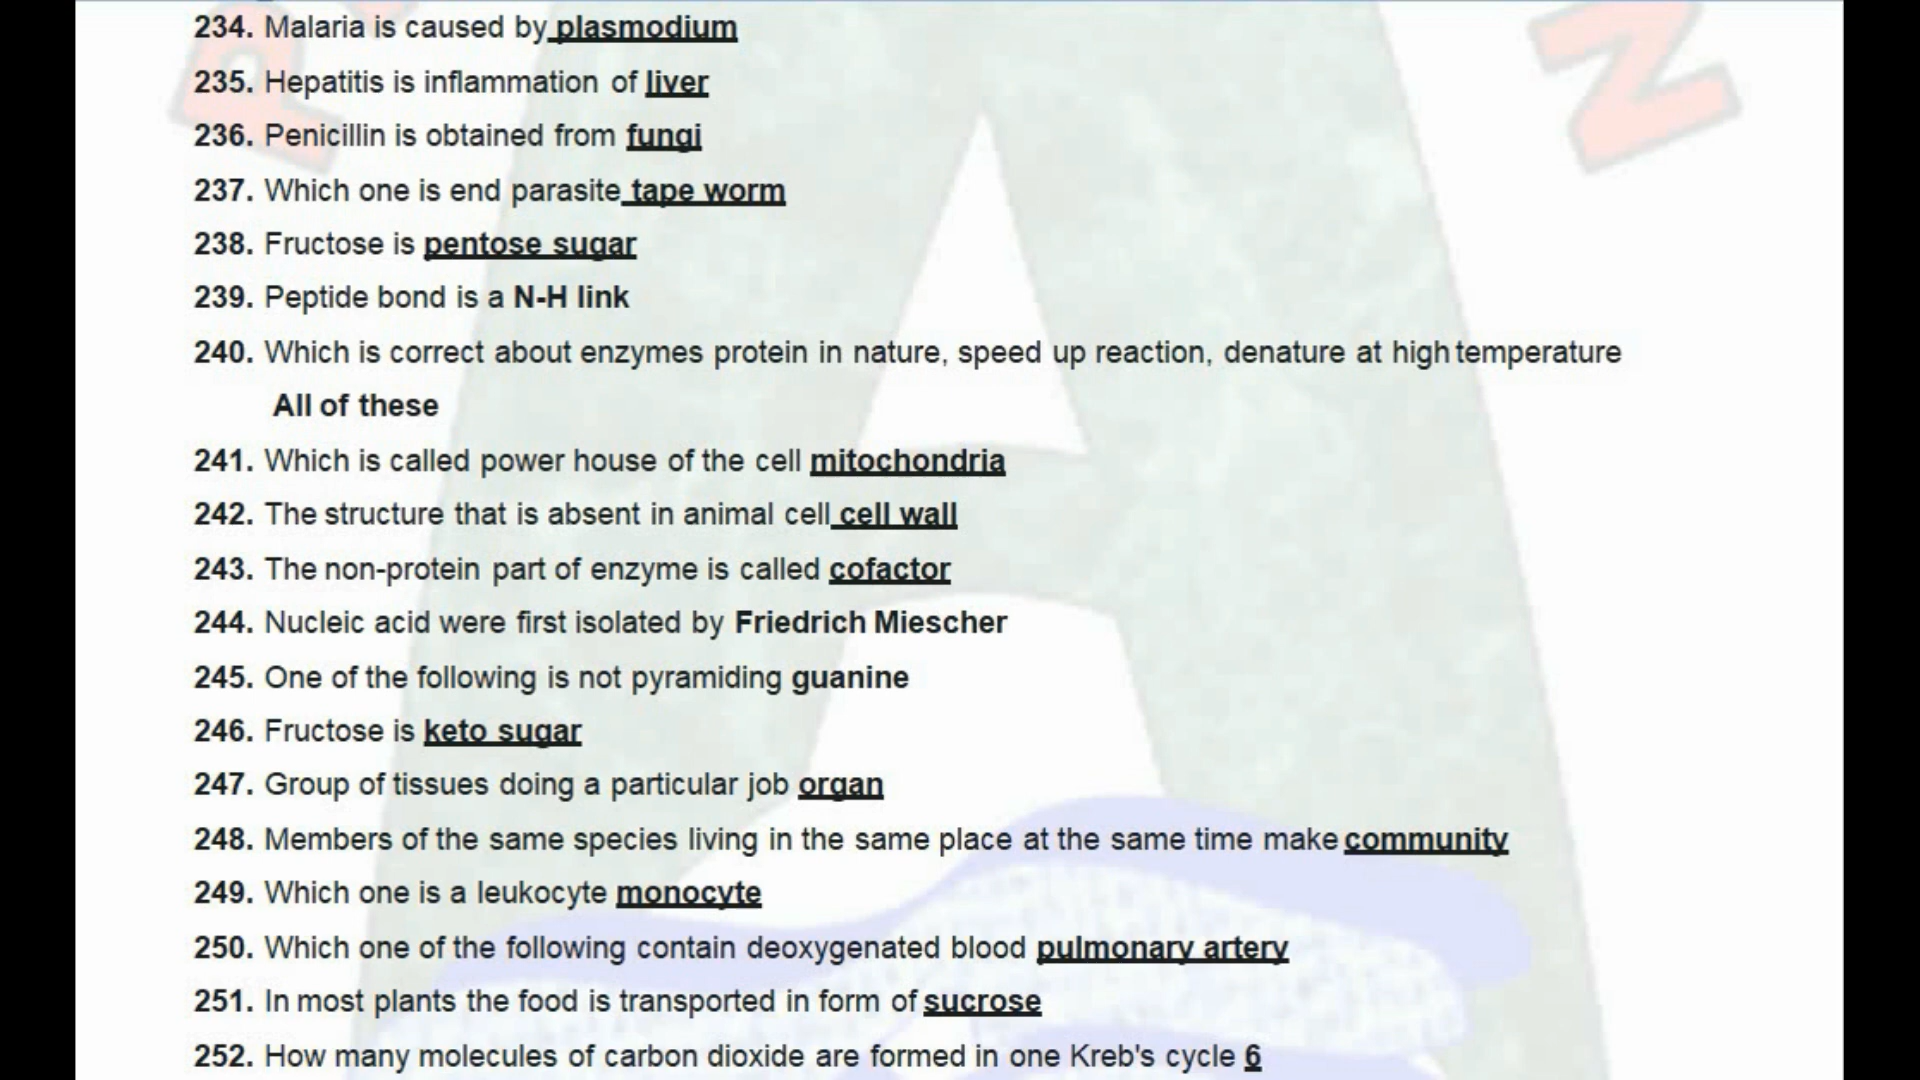 234. Malaria is caused by plasmodium
235. Hepatitis is inflammation of liver
236. Penicillin is obtained from fungi
237. Which one is end parasite tape worm
238. Fructose is pentose sugar
239. Peptide bond is a N-H link
240. Which is correct about enzymes protein in nature, speed up reaction, denature at high temperature
All of these
241. Which is called power house of the cell mitochondria
242. The structure that is absent in animal cell cell wall
243. The non-protein part of enzyme is called cofactor
244. Nucleic acid were first isolated by Friedrich Miescher
245. One of the following is not pyramiding guanine
246. Fructose is keto sugar
247. Group of tissues doing a particular job organ
248. Members of the same species living in the same place at the same time make community
249. Which one is a leukocyte monocyte
250. Which one of the following contain deoxygenated blood pulmonary artery
251. In most plants the food is transported in form of sucrose
252. How many molecules of carbon dioxide are formed in one Kreb's cycle 6